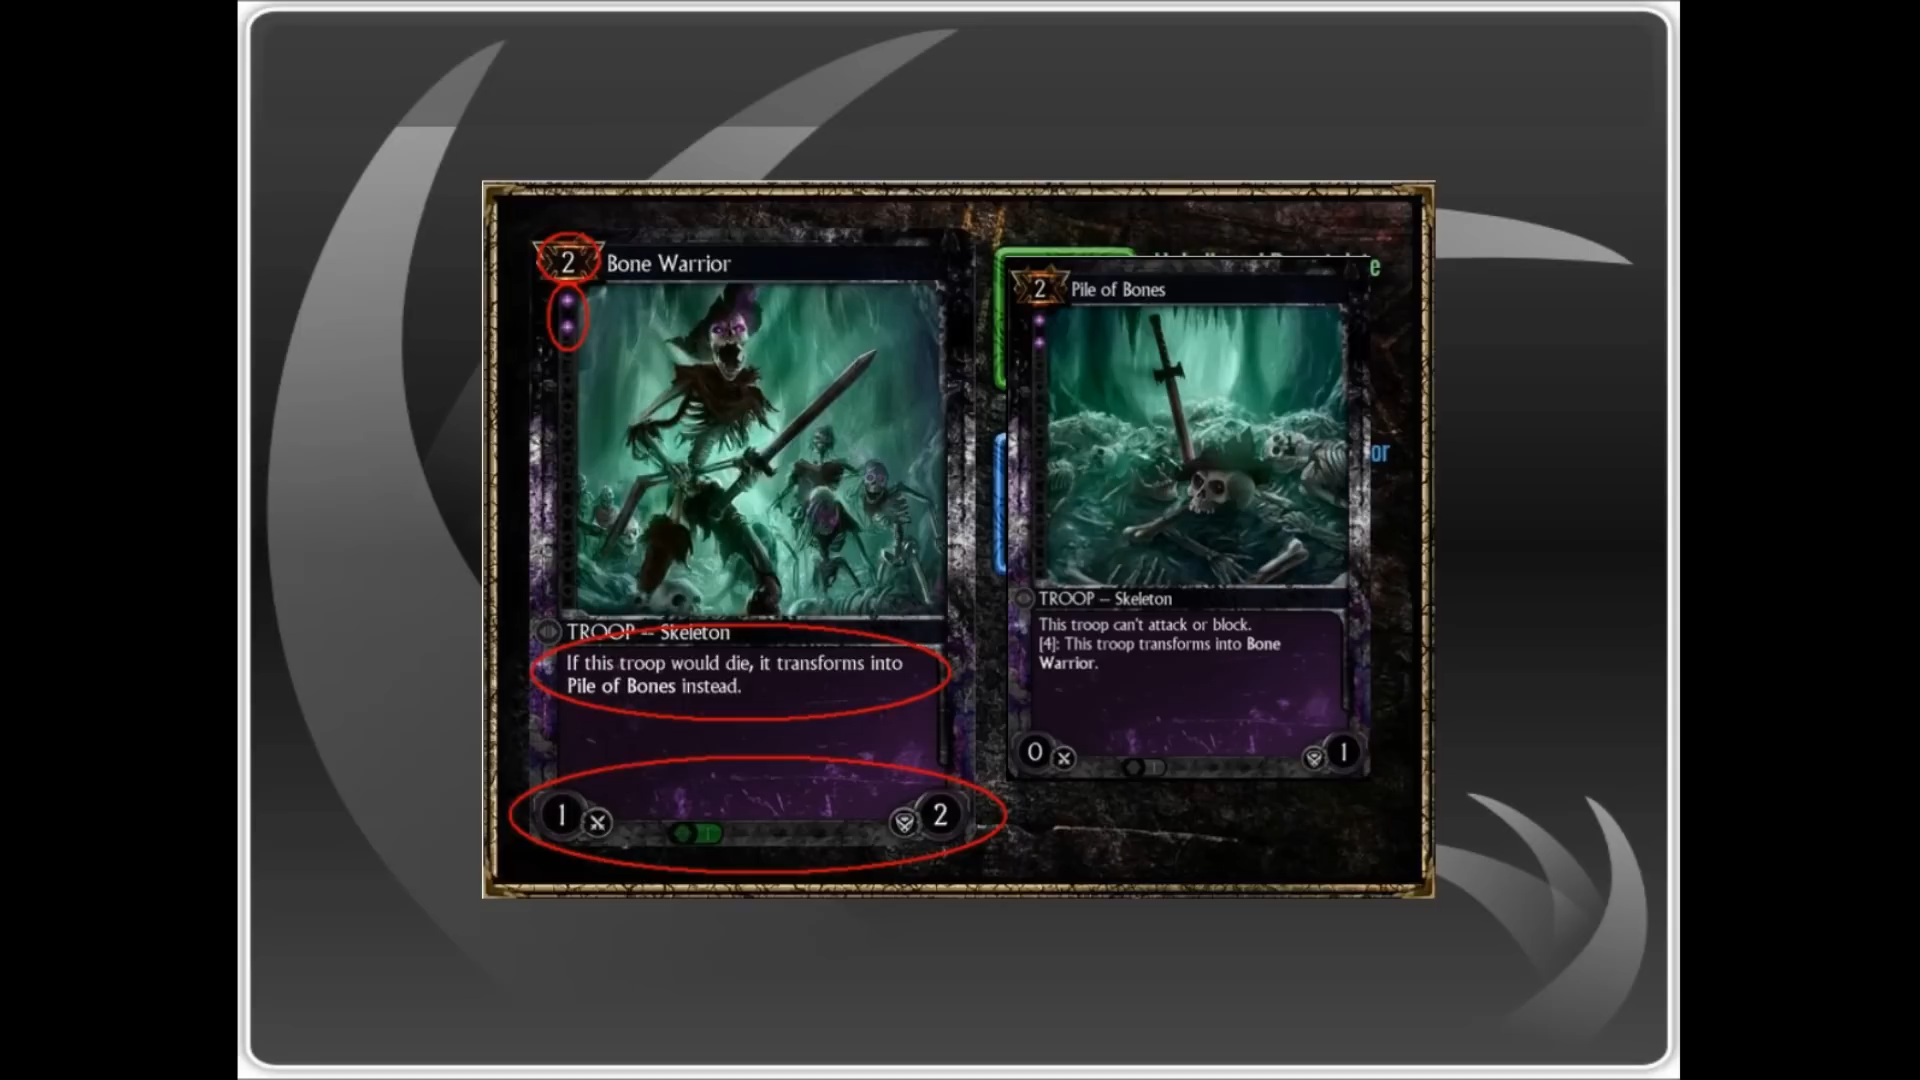 2
Bone Warrior
TROOP -- Skeleton
If this troop would die, it transforms into
Pile of Bones instead.
1
2
e
2
Pile of Bones
or
TROOP -- Skeleton
This troop can't attack or block.
[4]: This troop transforms into Bone
Warrior.
0
1